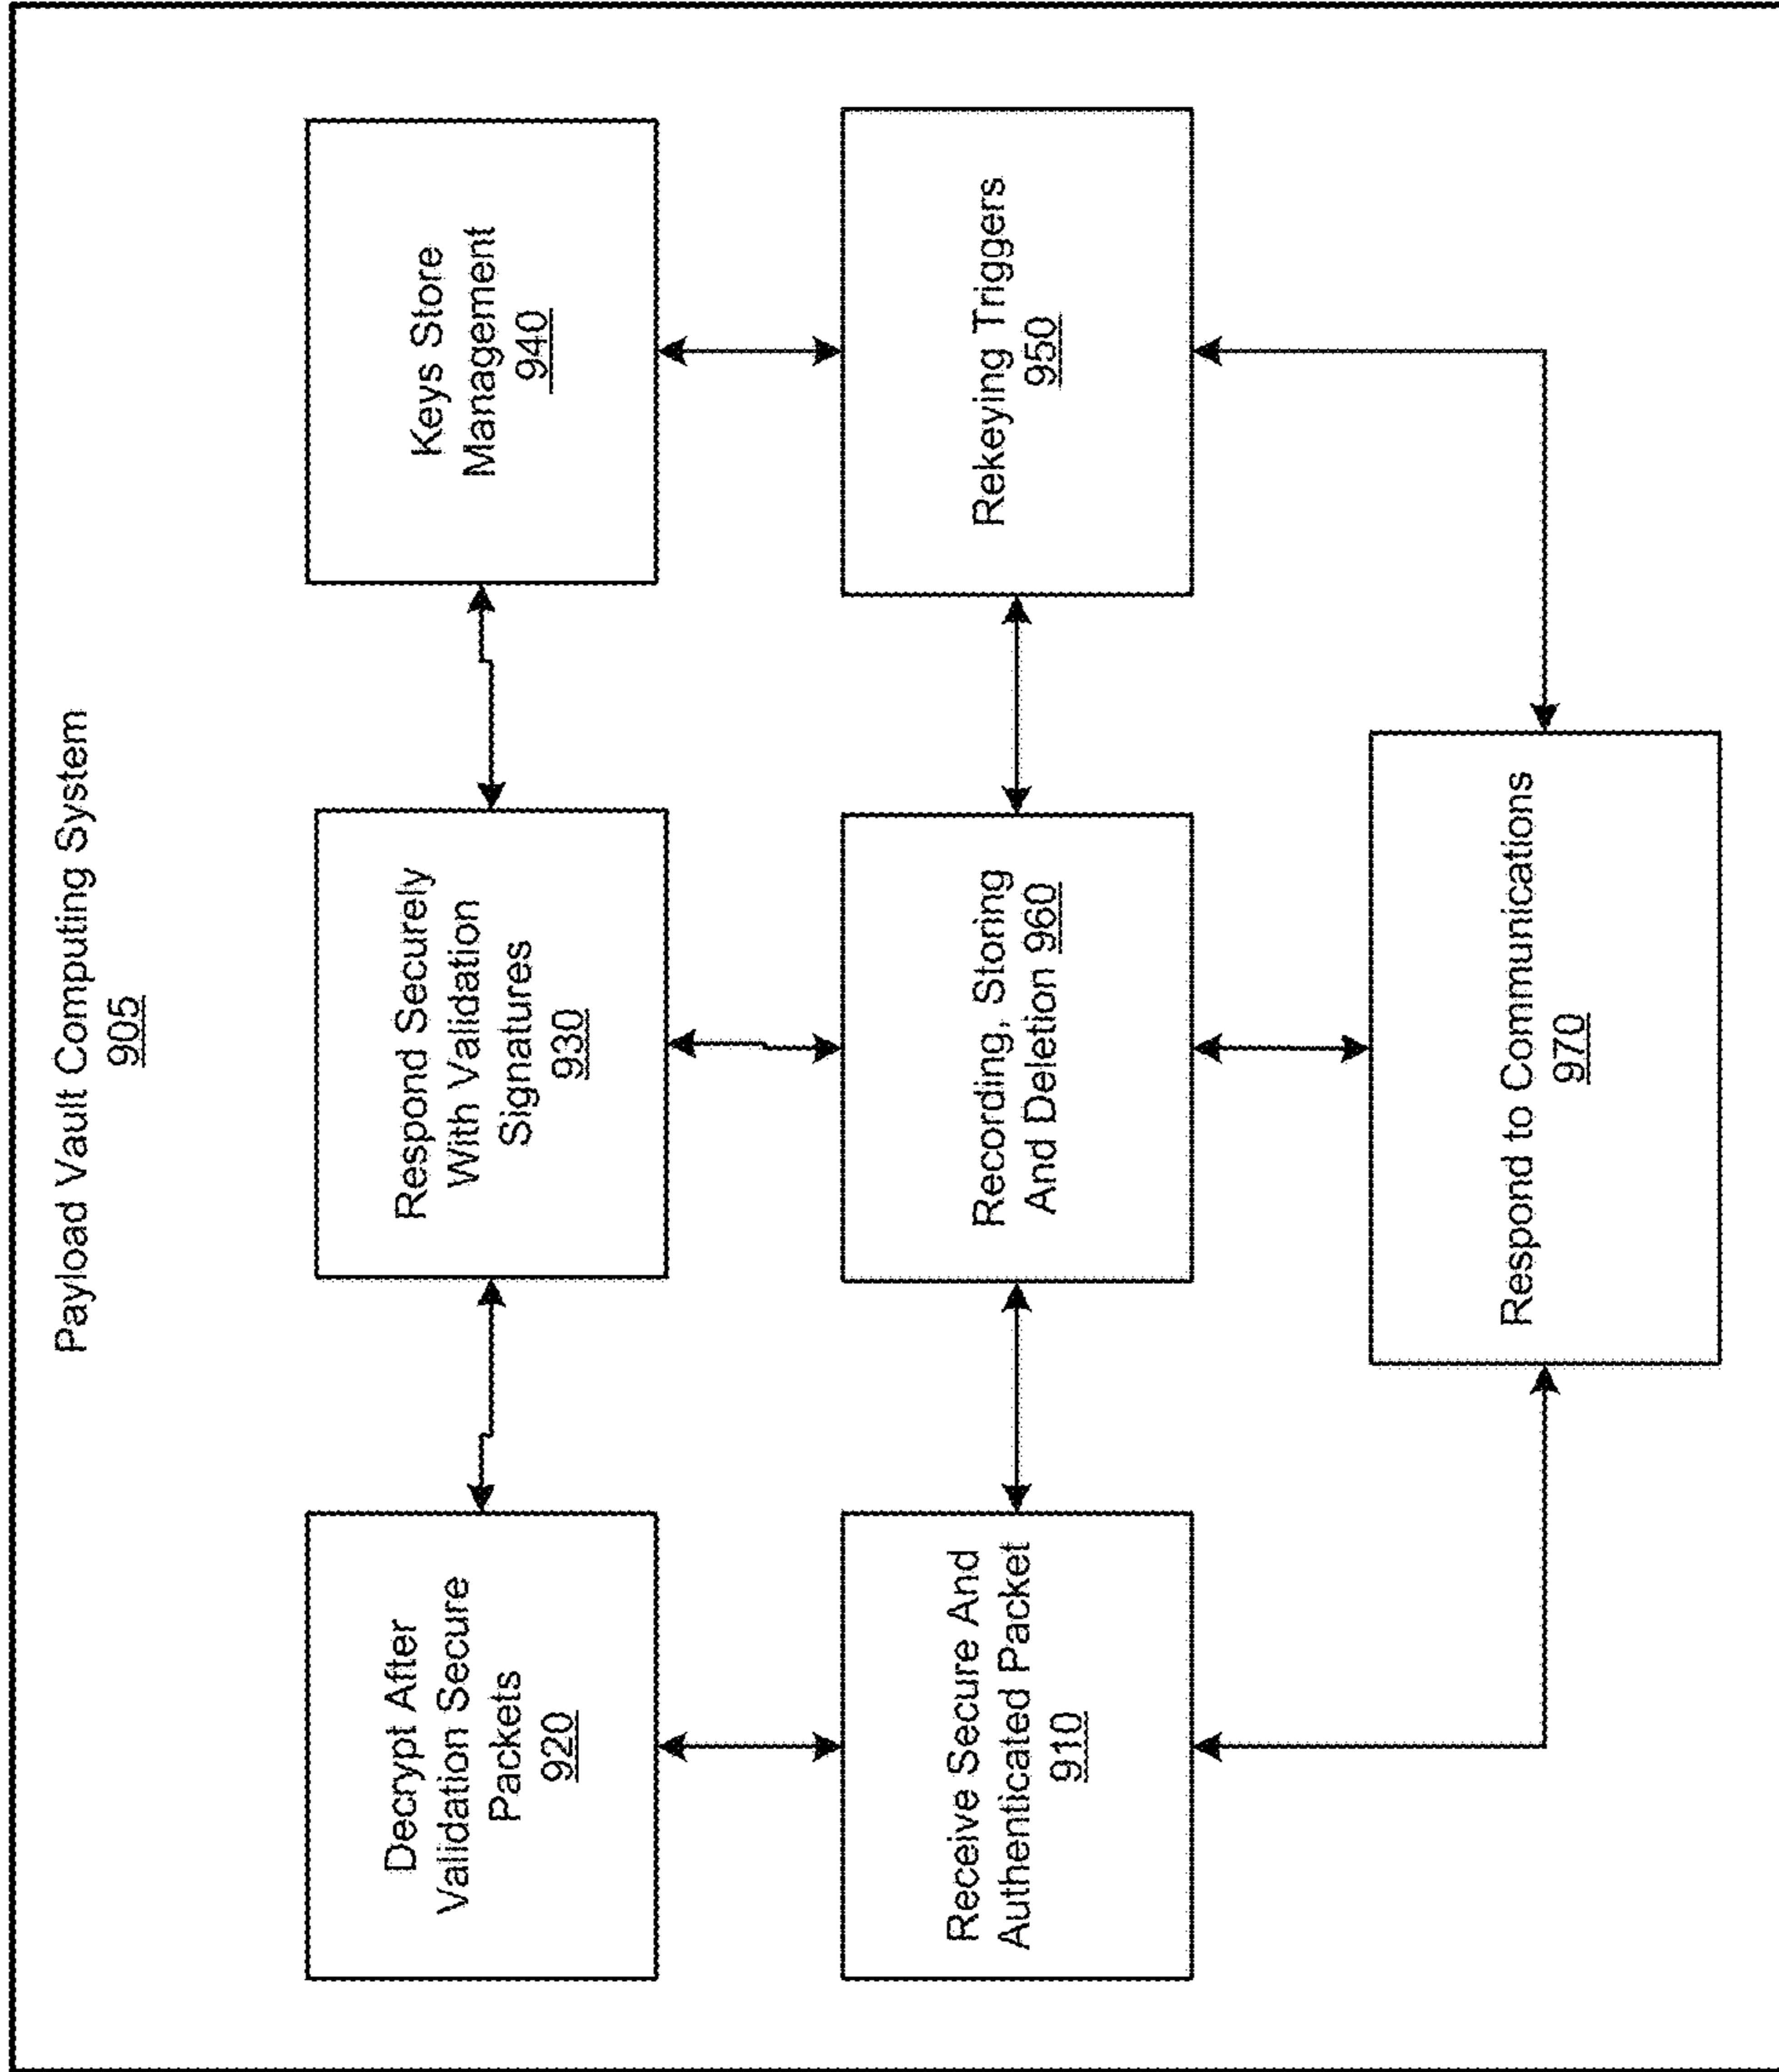 Payload Vault Computing System
905
Decrypt After
Validation Secure
Packets
920
Respond Securely
With Validation
Signatures
930
Keys Store
Management
940
Receive Secure And
Authenticated Packet
910
Recording, Storing
And Deletion 960
Rekeying Triggers
950
Respond to Communications
970